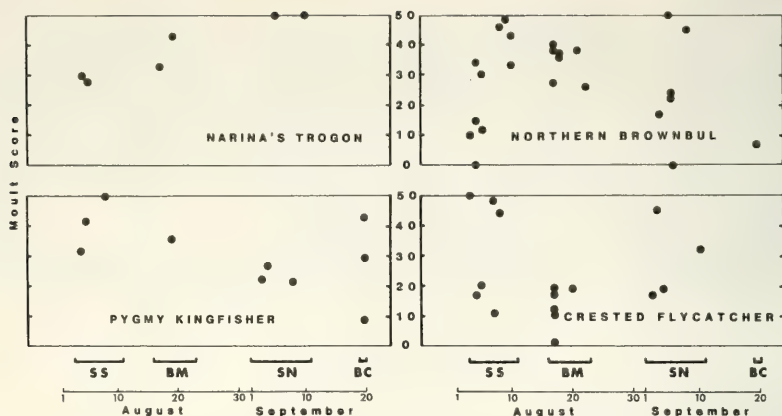 50
40
30
20
10
0
Moult Score
NARINA'S TROGON
NORTHERN BROWNBUL
50
40
30
20
10
0
PYGMY KINGFISHER
CRESTED FLYCATCHER
SS BM SN BC SS BM SN BC
1 10 20 30 1 10 20 1 10 20 30 1 10 20
August September August September